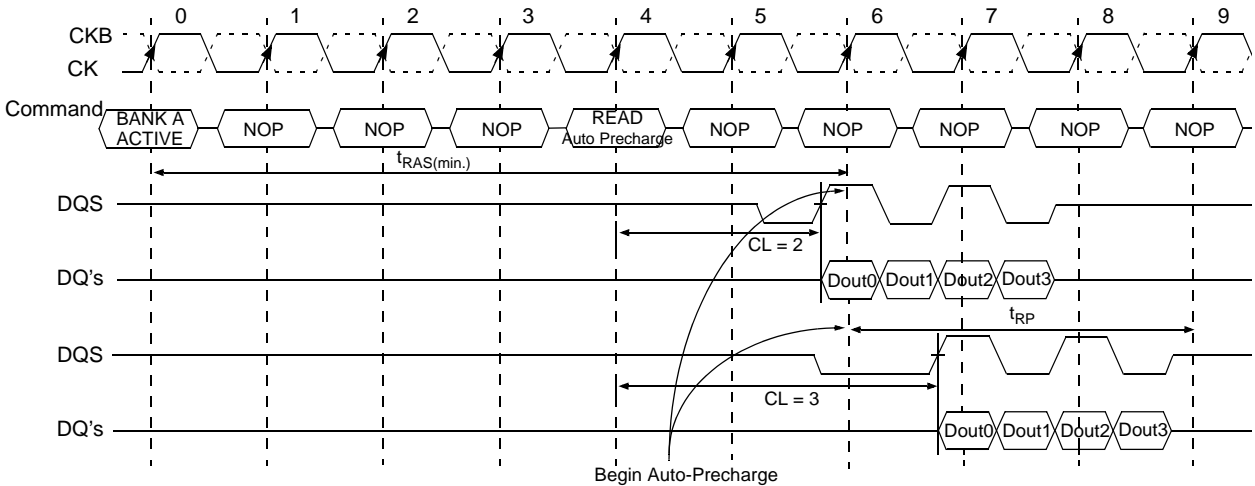 0 1 2 3 4 5 6 7 8 9
CKB
CK
Command
BANK A
ACTIVE
NOP NOP NOP
READ
Auto Precharge
NOP NOP NOP NOP NOP
tRAS(min.)
DQS
CL = 2
DQ's
Dout0 Dout1 Dout2 Dout3
tRP
DQS
CL = 3
DQ's
Dout0 Dout1 Dout2 Dout3
Begin Auto-Precharge